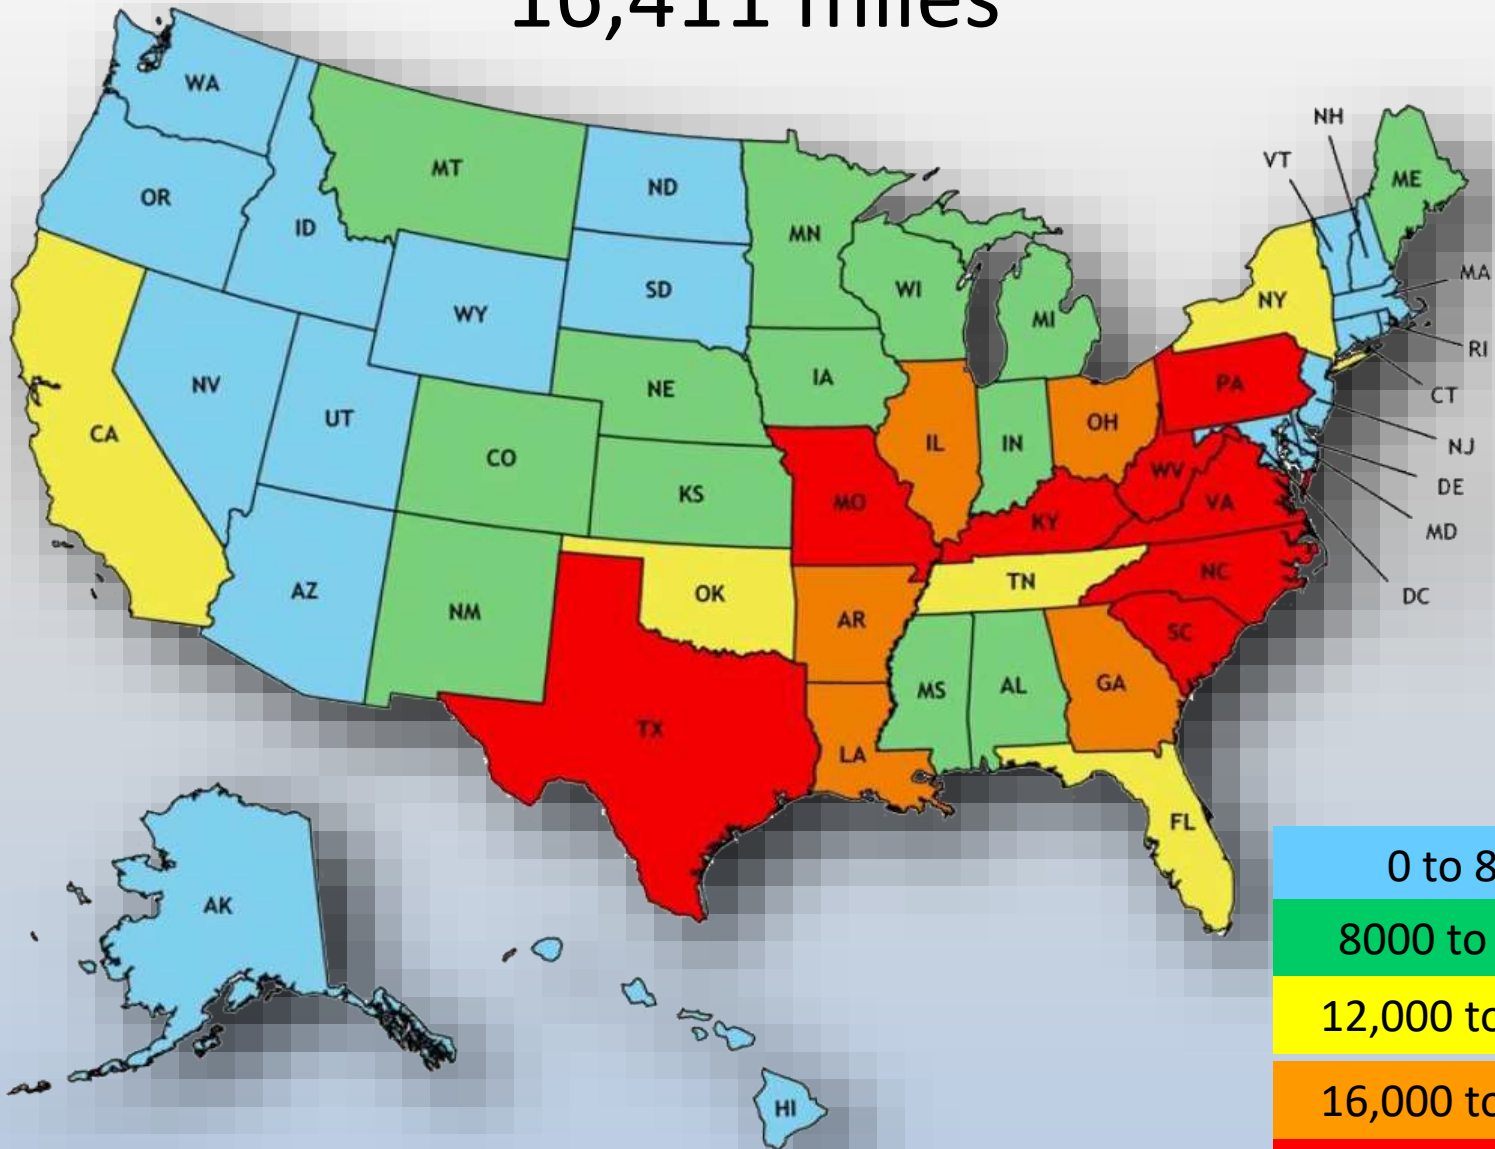 16,411 miles
WA
MT
ND
OR
ID
MN
SD
WY
WI
MI
NH
VT
ME
MA
NY
RI
CT
NJ
DE
MD
DC
NV
UT
CA
NE
IA
CO
KS
IL
IN
OH
PA
MO
WV
VA
KY
AZ
NM
OK
AR
TN
NC
SC
TX
LA
MS
AL
GA
FL
AK
HI
0 to 8
8000 to
12,000 to
16,000 to